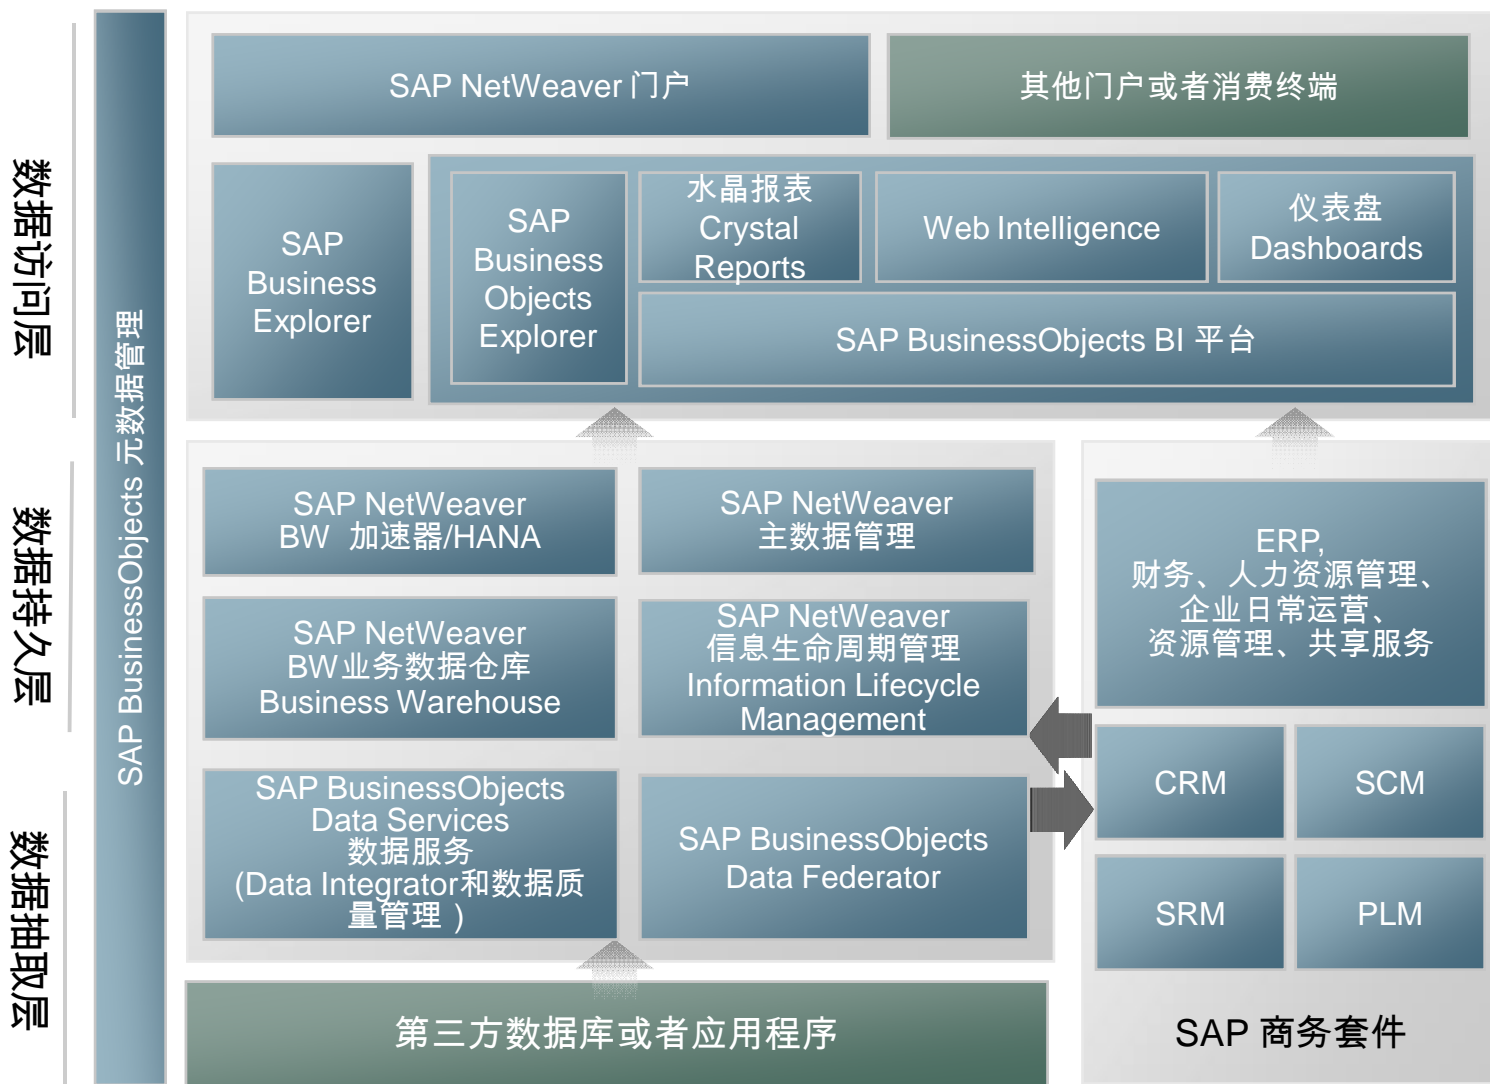 数据访问层
数据持久层
数据抽取层
SAP BusinessObjects 元数据管理
SAP NetWeaver 门户
其他门户或者消费终端
SAP
Business
Explorer
SAP
Business
Objects
Explorer
水晶报表
Crystal
Reports
Web Intelligence
仪表盘
Dashboards
SAP BusinessObjects BI 平台
SAP NetWeaver
BW 加速器/HANA
SAP NetWeaver
主数据管理
SAP NetWeaver
BW业务数据仓库
Business Warehouse
SAP NetWeaver
信息生命周期管理
Information Lifecycle
Management
SAP BusinessObjects
Data Services
数据服务
(Data Integrator和数据质
量管理 )
SAP BusinessObjects
Data Federator
第三方数据库或者应用程序
ERP,
财务、人力资源管理、
企业日常运营、
资源管理、共享服务
CRM
SCM
SRM
PLM
SAP 商务套件